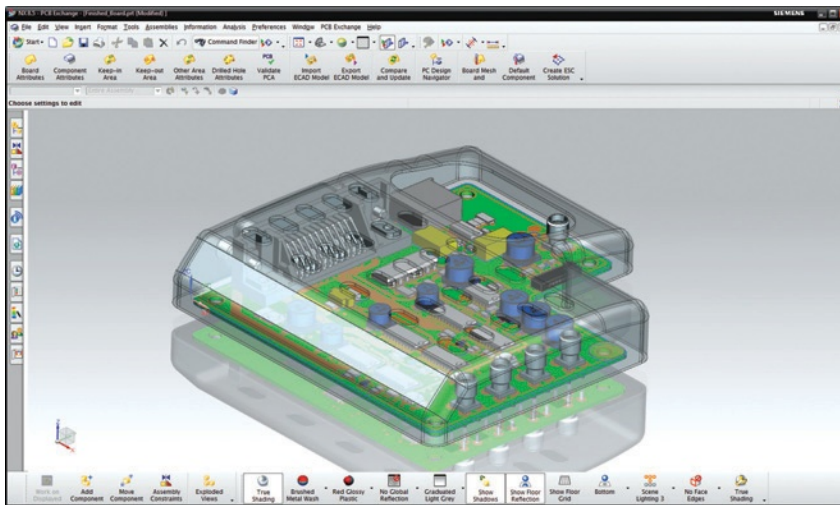 NX 8.5 - PCB Exchange - [Finished_Board.prt (Modified) ]
SIEMENS
File Edit View Insert Format Tools Assemblies Information Analysis Preferences Window PCB Exchange Help
Start Command Finder
Board Attributes
Component Attributes
Keep-in Area
Keep-out Area
Other Area Attributes
Drilled Hole Attributes
Validate PCA
Import ECAD Model
Export ECAD Model
Compare and Update
PC Design Navigator
Board Mesh and
Default Component
Create ESC Solution
Entire Assembly
Choose settings to edit
Work on Displayed
Add Component
Move Component
Assembly Constraints
Exploded Views
True Shading
Brushed Metal Wash
Red Glossy Plastic
No Global Reflection
Graduated Light Grey
Show Shadows
Show Floor Reflection
Show Floor Grid
Bottom
Scene Lighting 3
No Face Edges
True Shading